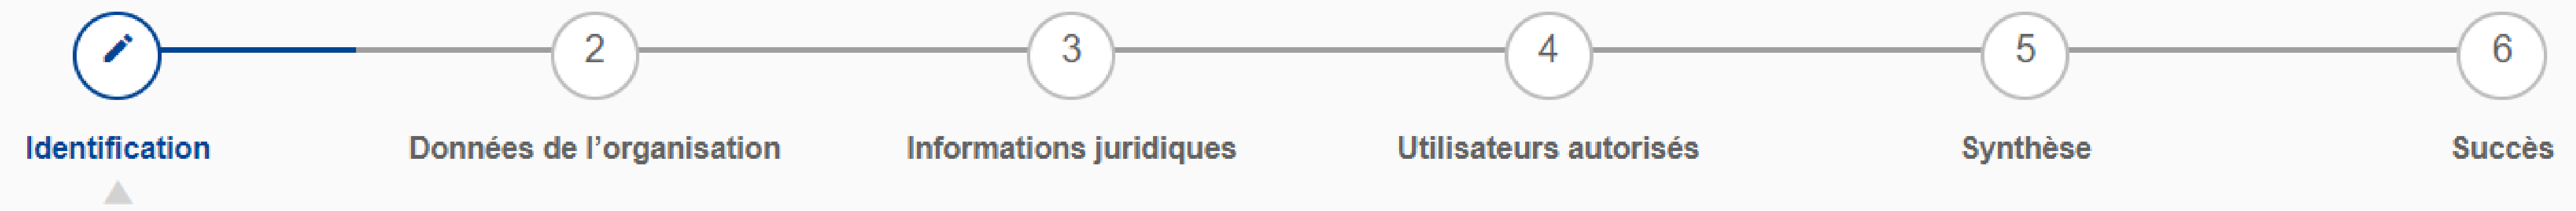 2 3 4 5 6
Identification Données de l’organisation Informations juridiques Utilisateurs autorisés Synthèse Succès